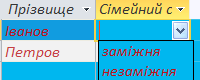 Прізвище Сімейний с
Іванов
Петров заміжня
незаміжня